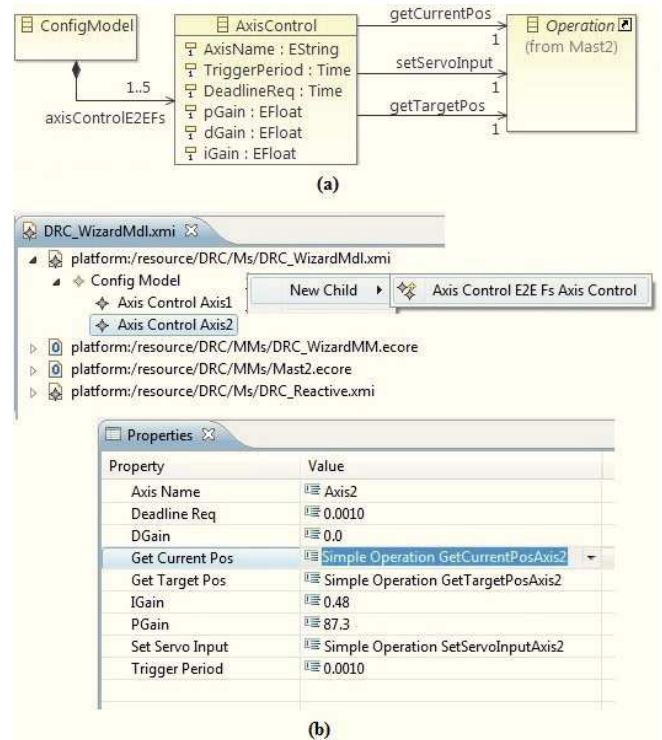 ConfigModel
1..5
axisControlE2EFs
AxisControl
AxisName : EString
TriggerPeriod : Time
DeadlineReq : Time
pGain : EFloat
dGain : EFloat
iGain : EFloat
getCurrentPos
1
setServoInput
1
getTargetPos
1
Operation
(from Mast2)
(a)
DRC_WizardMdl.xmi
platform:/resource/DRC/Ms/DRC_WizardMdl.xmi
Config Model
Axis Control Axis1
Axis Control Axis2
New Child
Axis Control E2E Fs Axis Control
platform:/resource/DRC/MMs/DRC_WizardMM.ecore
platform:/resource/DRC/MMs/Mast2.ecore
platform:/resource/DRC/Ms/DRC_Reactive.xmi
Properties
Property Value
Axis Name Axis2
Deadline Req 0.0010
DGain 0.0
Get Current Pos Simple Operation GetCurrentPosAxis2
Get Target Pos Simple Operation GetTargetPosAxis2
IGain 0.48
PGain 87.3
Set Servo Input Simple Operation SetServoInputAxis2
Trigger Period 0.0010
(b)